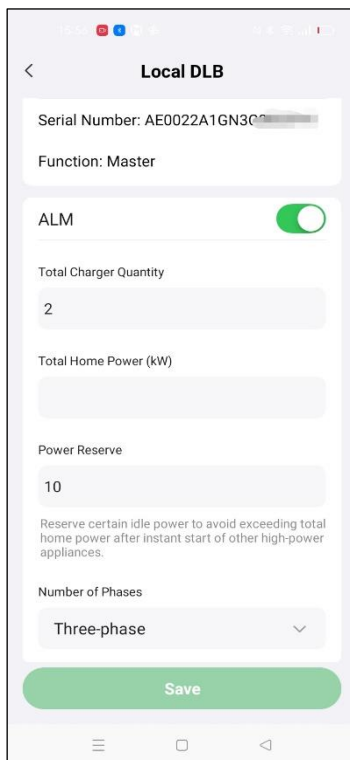 Local DLB
Serial Number: AE0022A1GN3
Function: Master
ALM
Total Charger Quantity
2
Total Home Power (kW)
Power Reserve
10
Reserve certain idle power to avoid exceeding total
home power after instant start of other high-power
appliances.
Number of Phases
Three-phase
Save